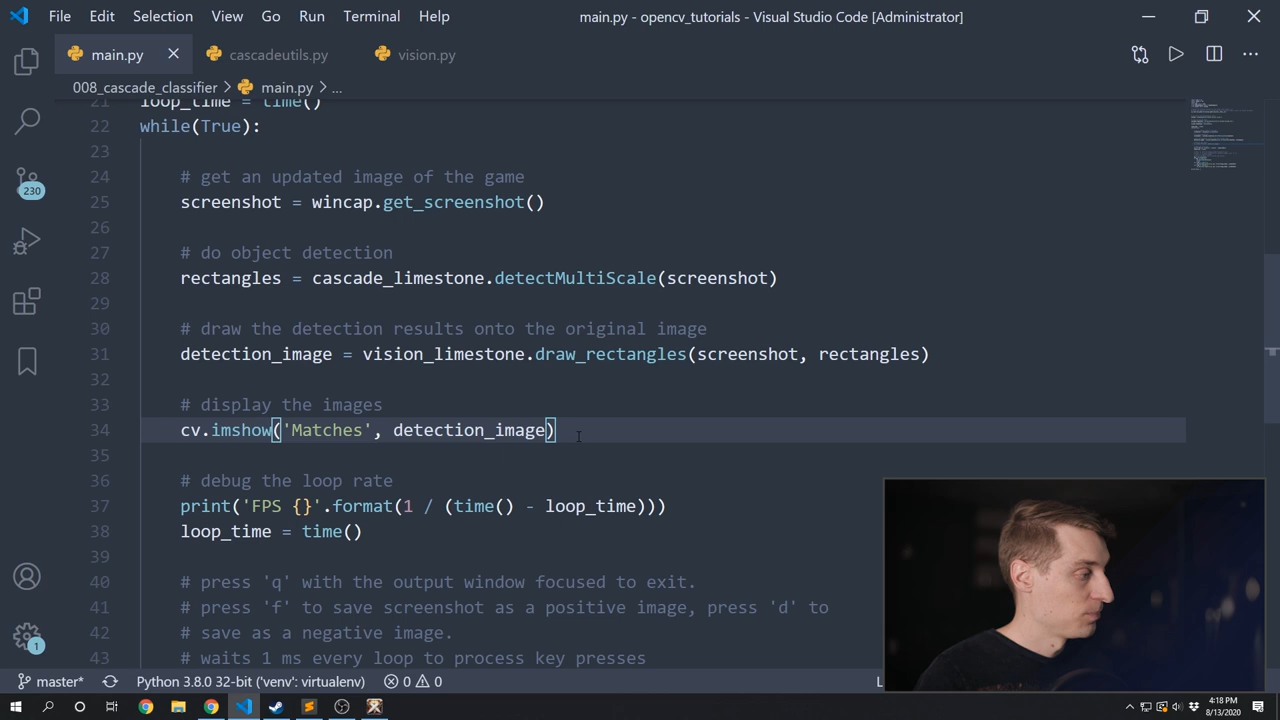 File Edit Selection View Go Run Terminal Help main.py - opencv_tutorials - Visual Studio Code [Administrator]
main.py cascadeutils.py vision.py
008_cascade_classifier > main.py > ...
21 loop_time = time()
22 while(True):
23
24 # get an updated image of the game
25 screenshot = wincap.get_screenshot()
26
27 # do object detection
28 rectangles = cascade_limestone.detectMultiScale(screenshot)
29
30 # draw the detection results onto the original image
31 detection_image = vision_limestone.draw_rectangles(screenshot, rectangles)
32
33 # display the images
34 cv.imshow('Matches', detection_image)
35
36 # debug the loop rate
37 print('FPS {}'.format(1 / (time() - loop_time)))
38 loop_time = time()
39
40 # press 'q' with the output window focused to exit.
41 # press 'f' to save screenshot as a positive image, press 'd' to
42 # save as a negative image.
43 # waits 1 ms every loop to process key presses
230
1
master* Python 3.8.0 32-bit ('venv': virtualenv) 0 0 L
4:18 PM
8/13/2020